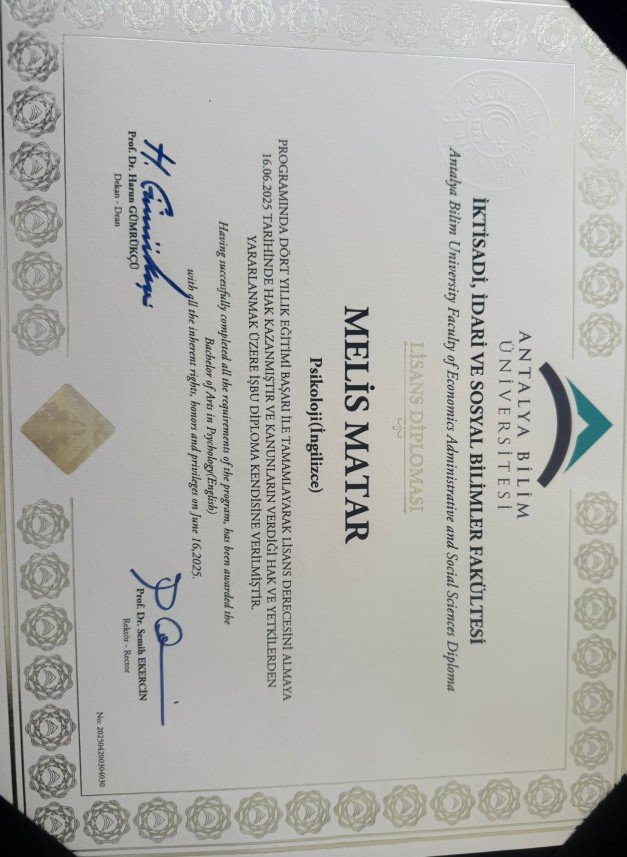 ANTALYA BİLİM
ÜNİVERSİTESİ
İKTİSADİ, İDARİ VE SOSYAL BİLİMLER FAKÜLTESİ
Antalya Bilim University Faculty of Economics Administrative and Social Sciences Diploma
LİSANS DİPLOMASI
MELİS MATAR
Psikoloji(İngilizce)
PROGRAMINDA DÖRT YILLIK EĞİTİMİ BAŞARI İLE TAMAMLAYARAK LİSANS DERECESİNİ ALMAYA
16.06.2025 TARİHİNDE HAK KAZANMIŞTIR VE KANUNLARIN VERDİĞİ HAK VE YETKİLERDEN
YARARLANMAK ÜZERE İŞBU DİPLOMA KENDİSİNE VERİLMİŞTİR.
Having successfully completed all the requirements of the program, has been awarded the
Bachelor of Arts in Psychology(English)
with all the inherent rights, honors and privileges on June 16,2025.
Prof. Dr. Harun GÜMRÜKÇÜ
Dekan - Dean
Prof. Dr. Semih EKERCİN
Rektör - Rector
No. 202504200304030